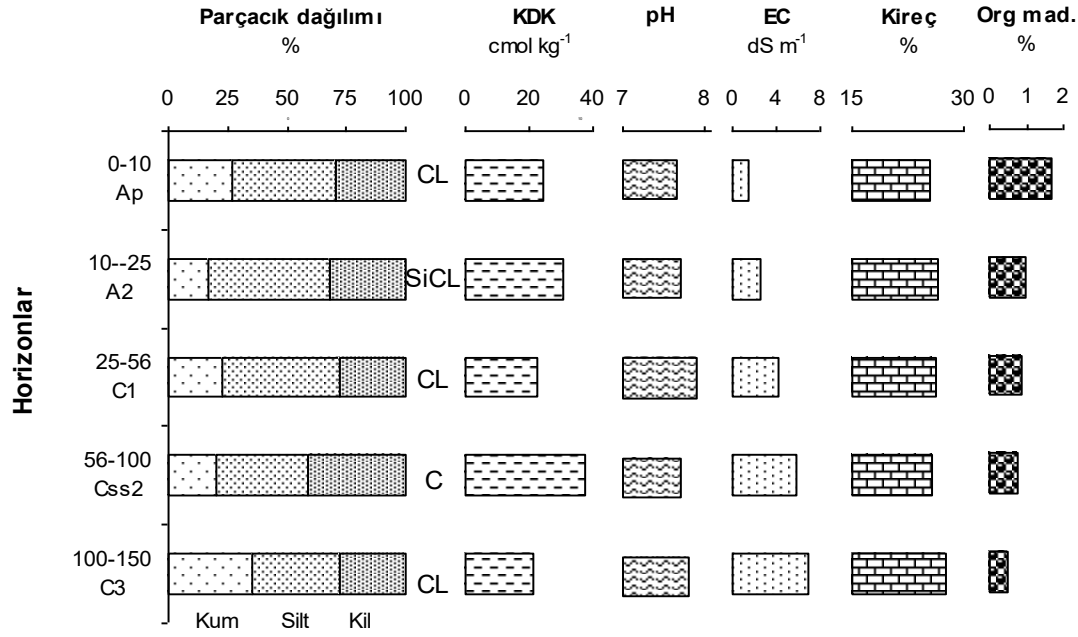 Parçacık dağılımı KDK pH EC Kireç Org mad.
% cmol kg-1 dS m-1 % %
0 25 50 75 100 0 20 40 7 8 0 4 8 15 30 0 1 2
0-10
Ap
CL
10--25
A2
SiCL
25-56
C1
CL
56-100
Css2
C
100-150
C3
CL
Horizonlar
Kum Silt Kil